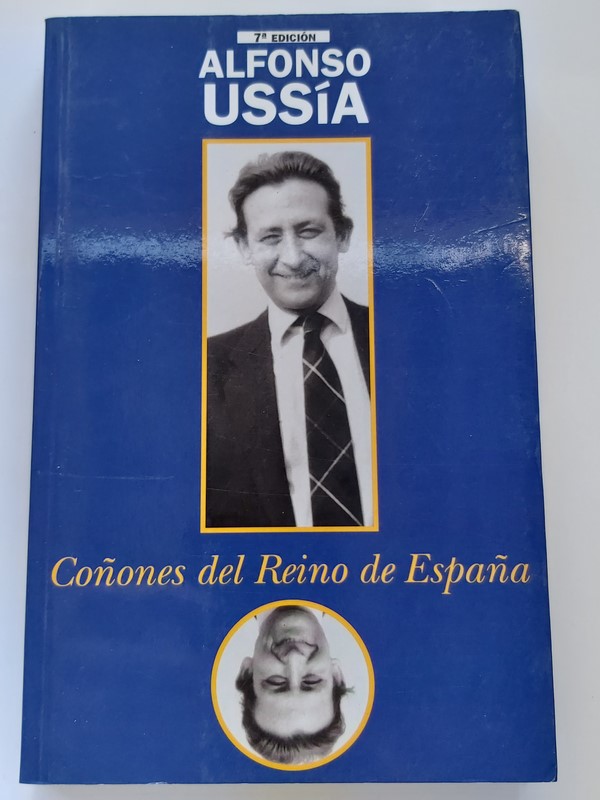 7ª EDICIÓN
ALFONSO
USSíA
Coñones del Reino de España